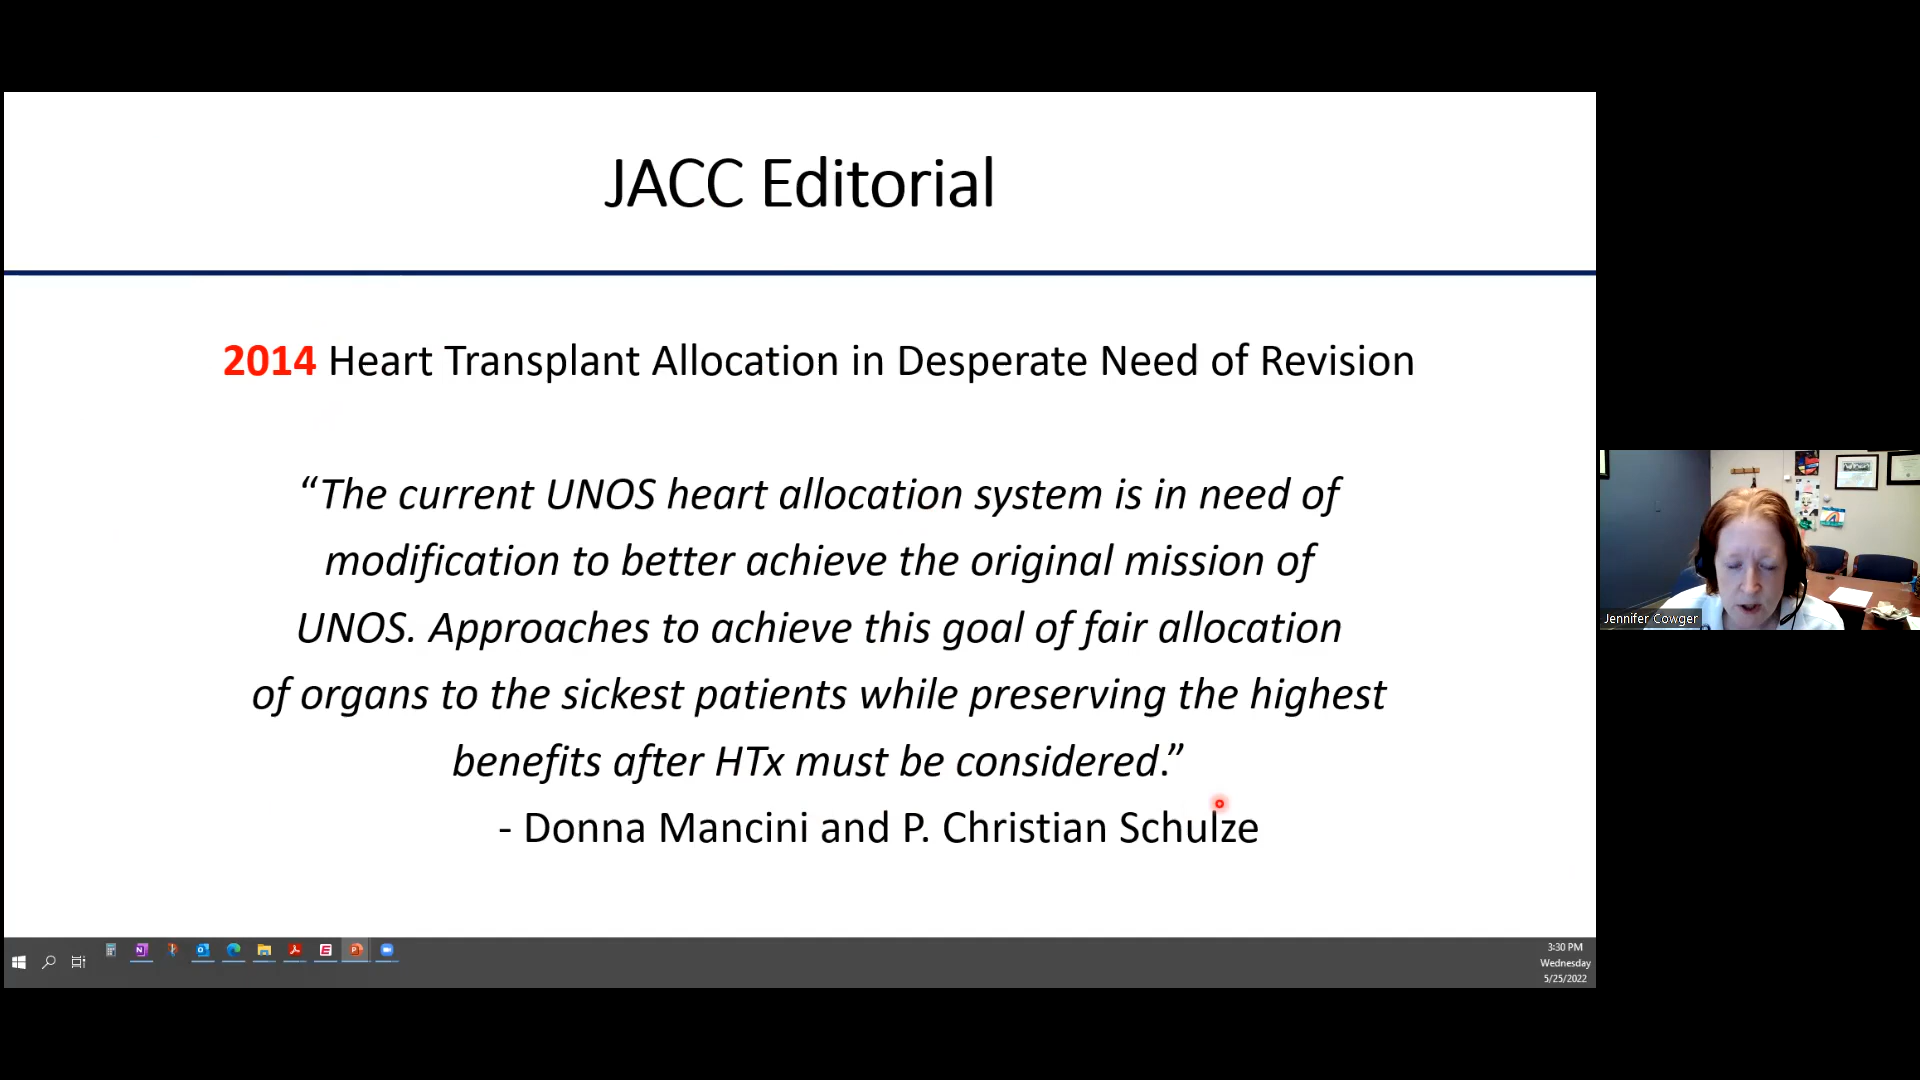 JACC Editorial
2014 Heart Transplant Allocation in Desperate Need of Revision
“The current UNOS heart allocation system is in need of
modification to better achieve the original mission of
UNOS. Approaches to achieve this goal of fair allocation
of organs to the sickest patients while preserving the highest
benefits after HTx must be considered.”
- Donna Mancini and P. Christian Schulze
Jennifer Cowger
3:30 PM
Wednesday
5/25/2022